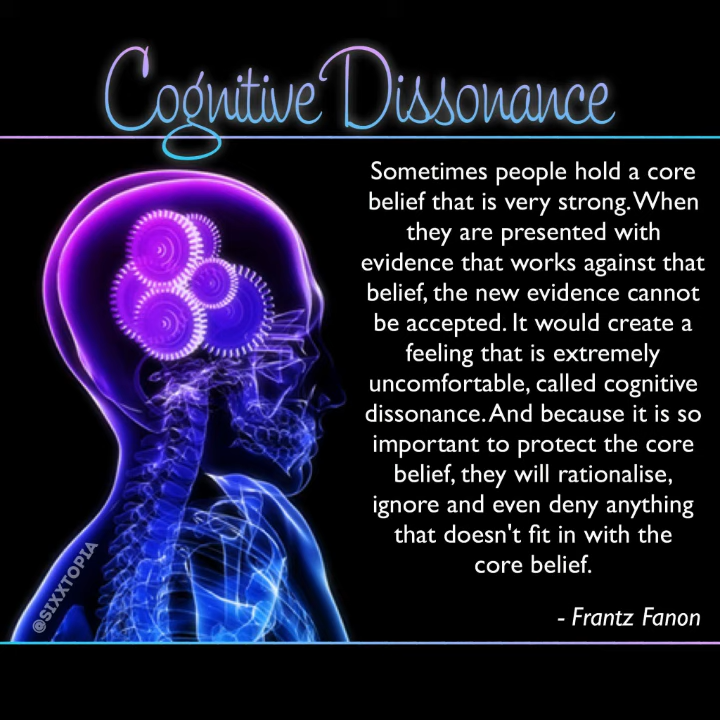 Cognitive Dissonance
Sometimes people hold a core
belief that is very strong. When
they are presented with
evidence that works against that
belief, the new evidence cannot
be accepted. It would create a
feeling that is extremely
uncomfortable, called cognitive
dissonance. And because it is so
important to protect the core
belief, they will rationalise,
ignore and even deny anything
that doesn't fit in with the
core belief.
- Frantz Fanon
@SIXXTOPIA